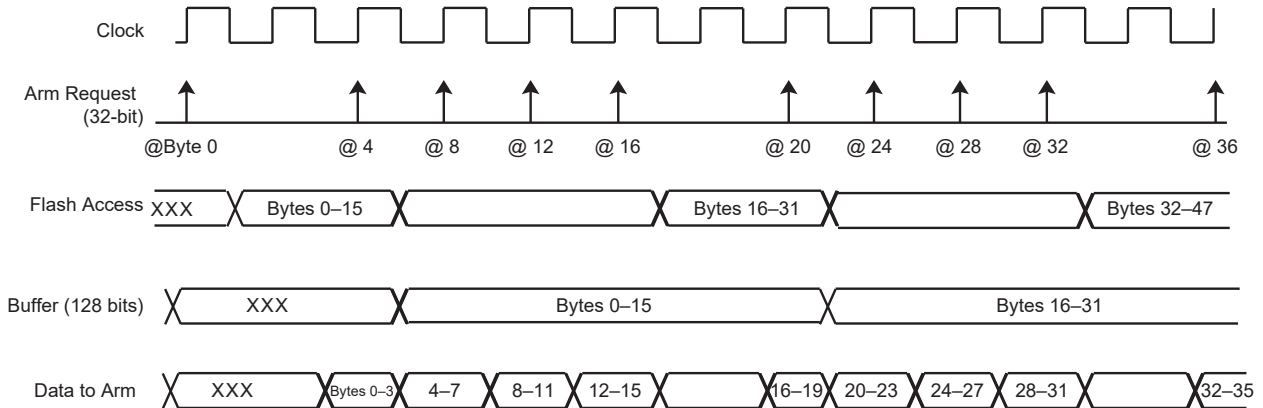 Clock
Arm Request
(32-bit)
@Byte 0 @ 4 @ 8 @ 12 @ 16 @ 20 @ 24 @ 28 @ 32 @ 36
Flash Access XXX Bytes 0–15 Bytes 16–31 Bytes 32–47
Buffer (128 bits) XXX Bytes 0–15 Bytes 16–31
Data to Arm XXX Bytes 0–3 4–7 8–11 12–15 16–19 20–23 24–27 28–31 32–35